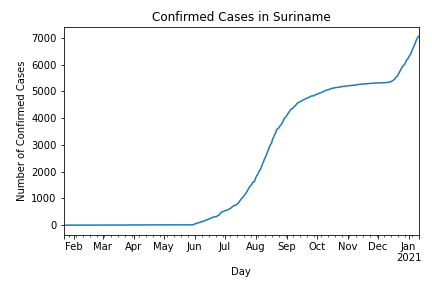 Confirmed Cases in Suriname
Number of Confirmed Cases
7000
6000
5000
4000
3000
2000
1000
0
Feb Mar Apr May Jun Jul Aug Sep Oct Nov Dec Jan
2021
Day